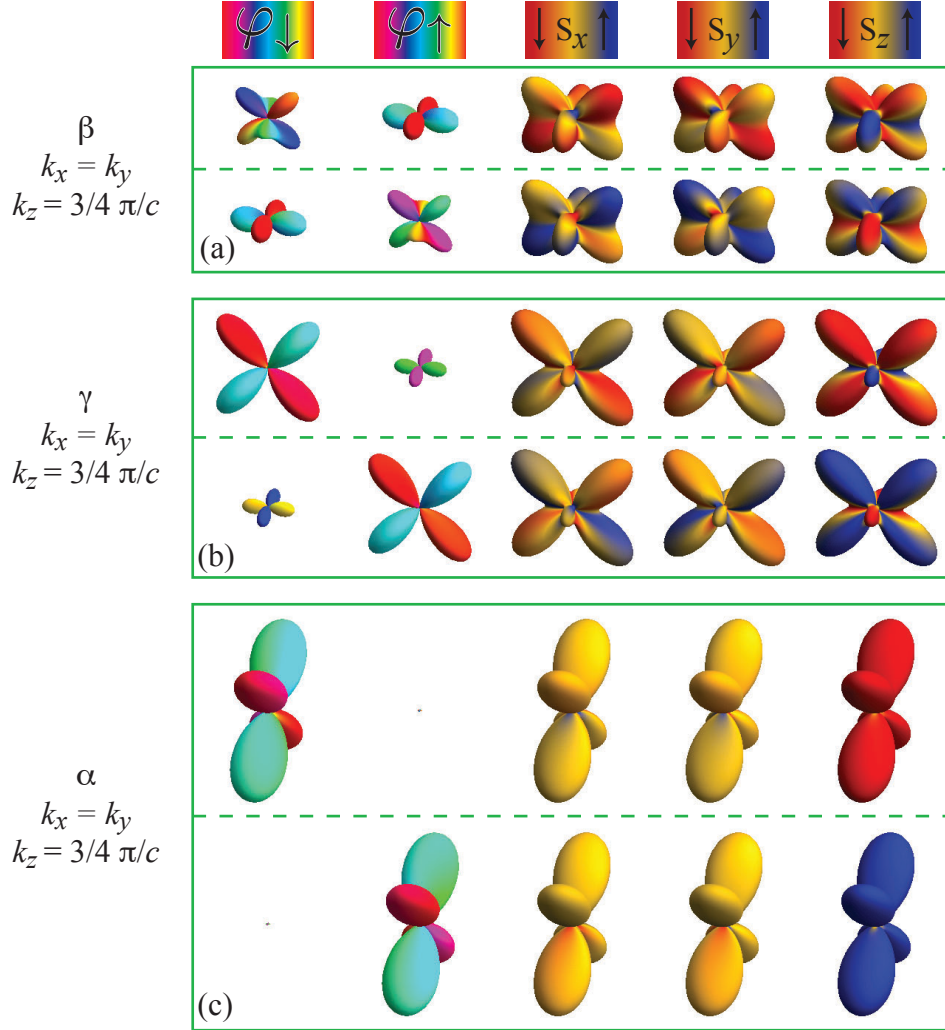 φ ↓ φ ↑ ↓ Sx ↑ ↓ Sy ↑ ↓ Sz ↑
β
kx = ky
kz = 3/4 π/c
(a)
γ
kx = ky
kz = 3/4 π/c
(b)
α
kx = ky
kz = 3/4 π/c
(c)